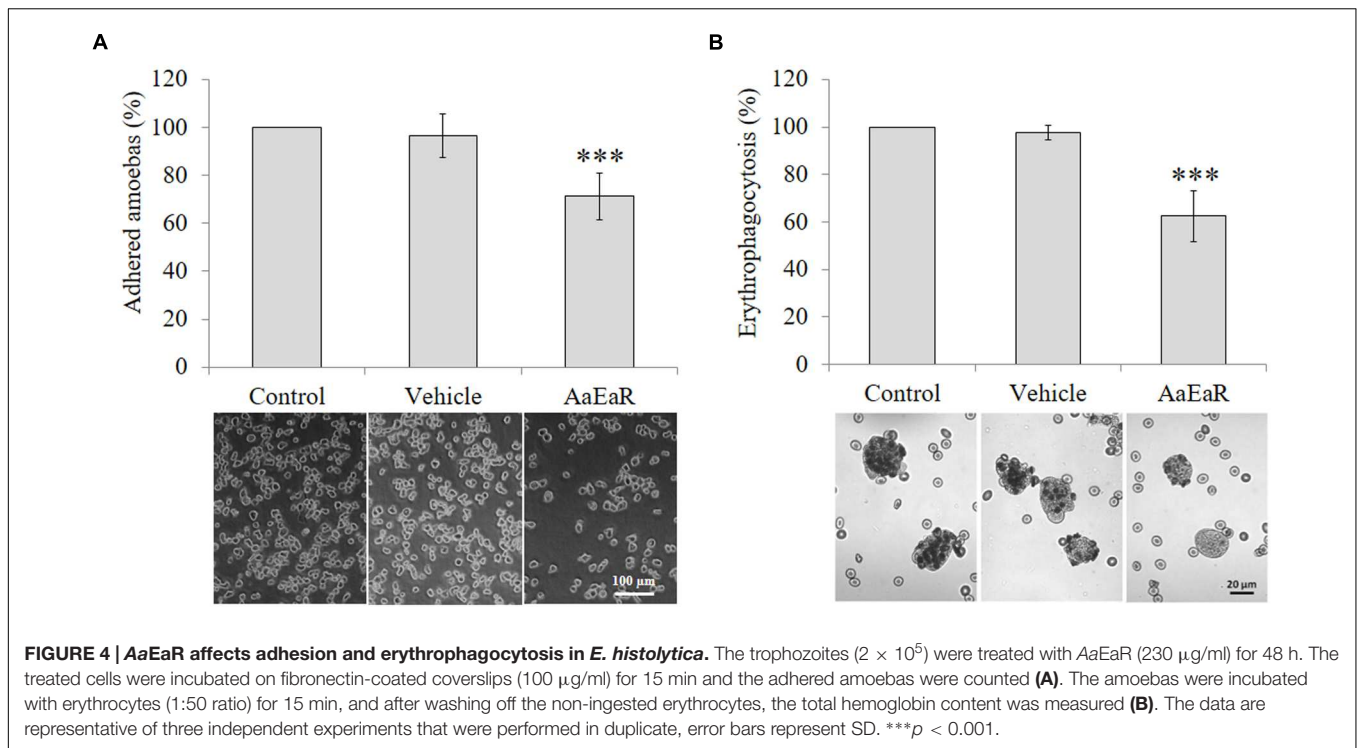 A
B
120
100
80
60
40
20
0
Adhered amoebas (%)
***
Control Vehicle AaEaR
100 µm
120
100
80
60
40
20
0
Erythrophagocytosis (%)
***
Control Vehicle AaEaR
20 µm
FIGURE 4 | AaEaR affects adhesion and erythrophagocytosis in E. histolytica. The trophozoites (2 × 10⁵) were treated with AaEaR (230 µg/ml) for 48 h. The
treated cells were incubated on fibronectin-coated coverslips (100 µg/ml) for 15 min and the adhered amoebas were counted (A). The amoebas were incubated
with erythrocytes (1:50 ratio) for 15 min, and after washing off the non-ingested erythrocytes, the total hemoglobin content was measured (B). The data are
representative of three independent experiments that were performed in duplicate, error bars represent SD. ***p < 0.001.